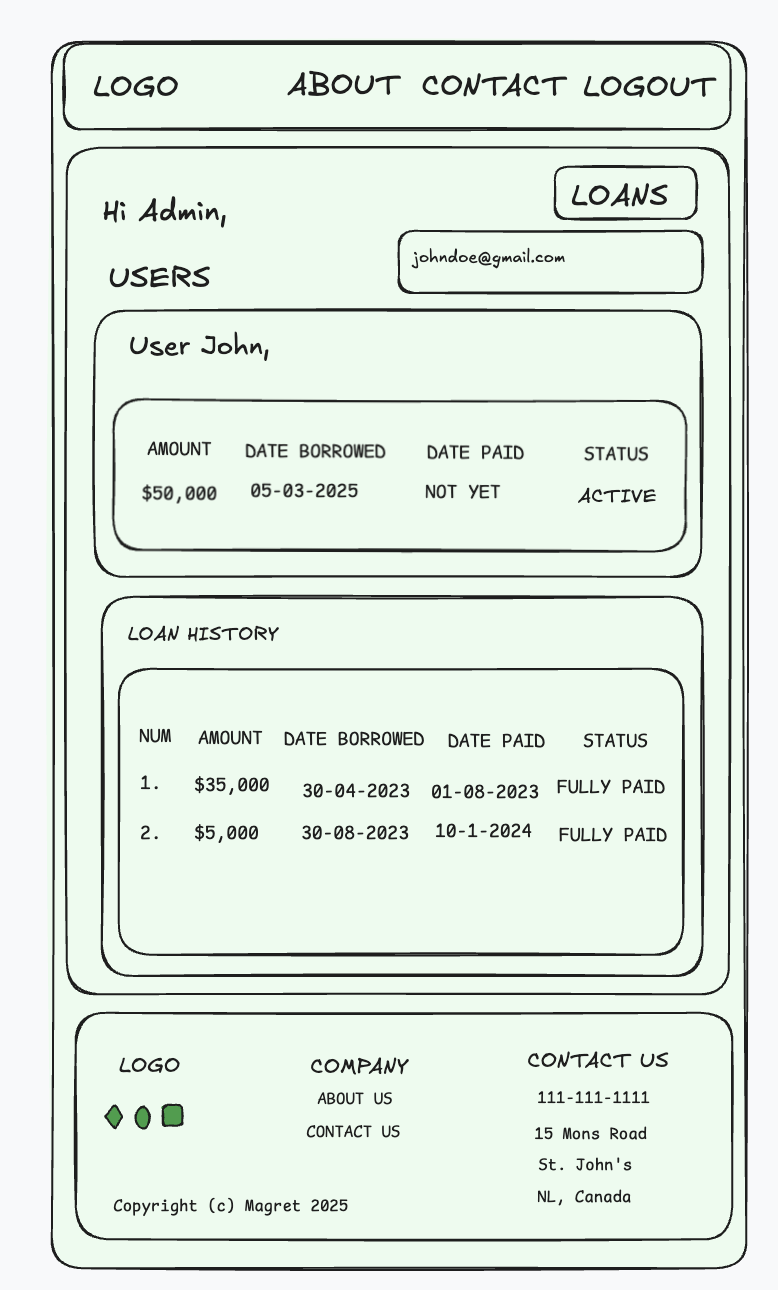 LOGO ABOUT CONTACT LOGOUT
LOANS
Hi Admin,
johndoe@gmail.com
USERS
User John,
AMOUNT DATE BORROWED DATE PAID STATUS
$50,000 05-03-2025 NOT YET ACTIVE
LOAN HISTORY
NUM AMOUNT DATE BORROWED DATE PAID STATUS
1. $35,000 30-04-2023 01-08-2023 FULLY PAID
2. $5,000 30-08-2023 10-1-2024 FULLY PAID
LOGO COMPANY CONTACT US
ABOUT US 111-111-1111
CONTACT US 15 Mons Road
St. John's
NL, Canada
Copyright (c) Magret 2025